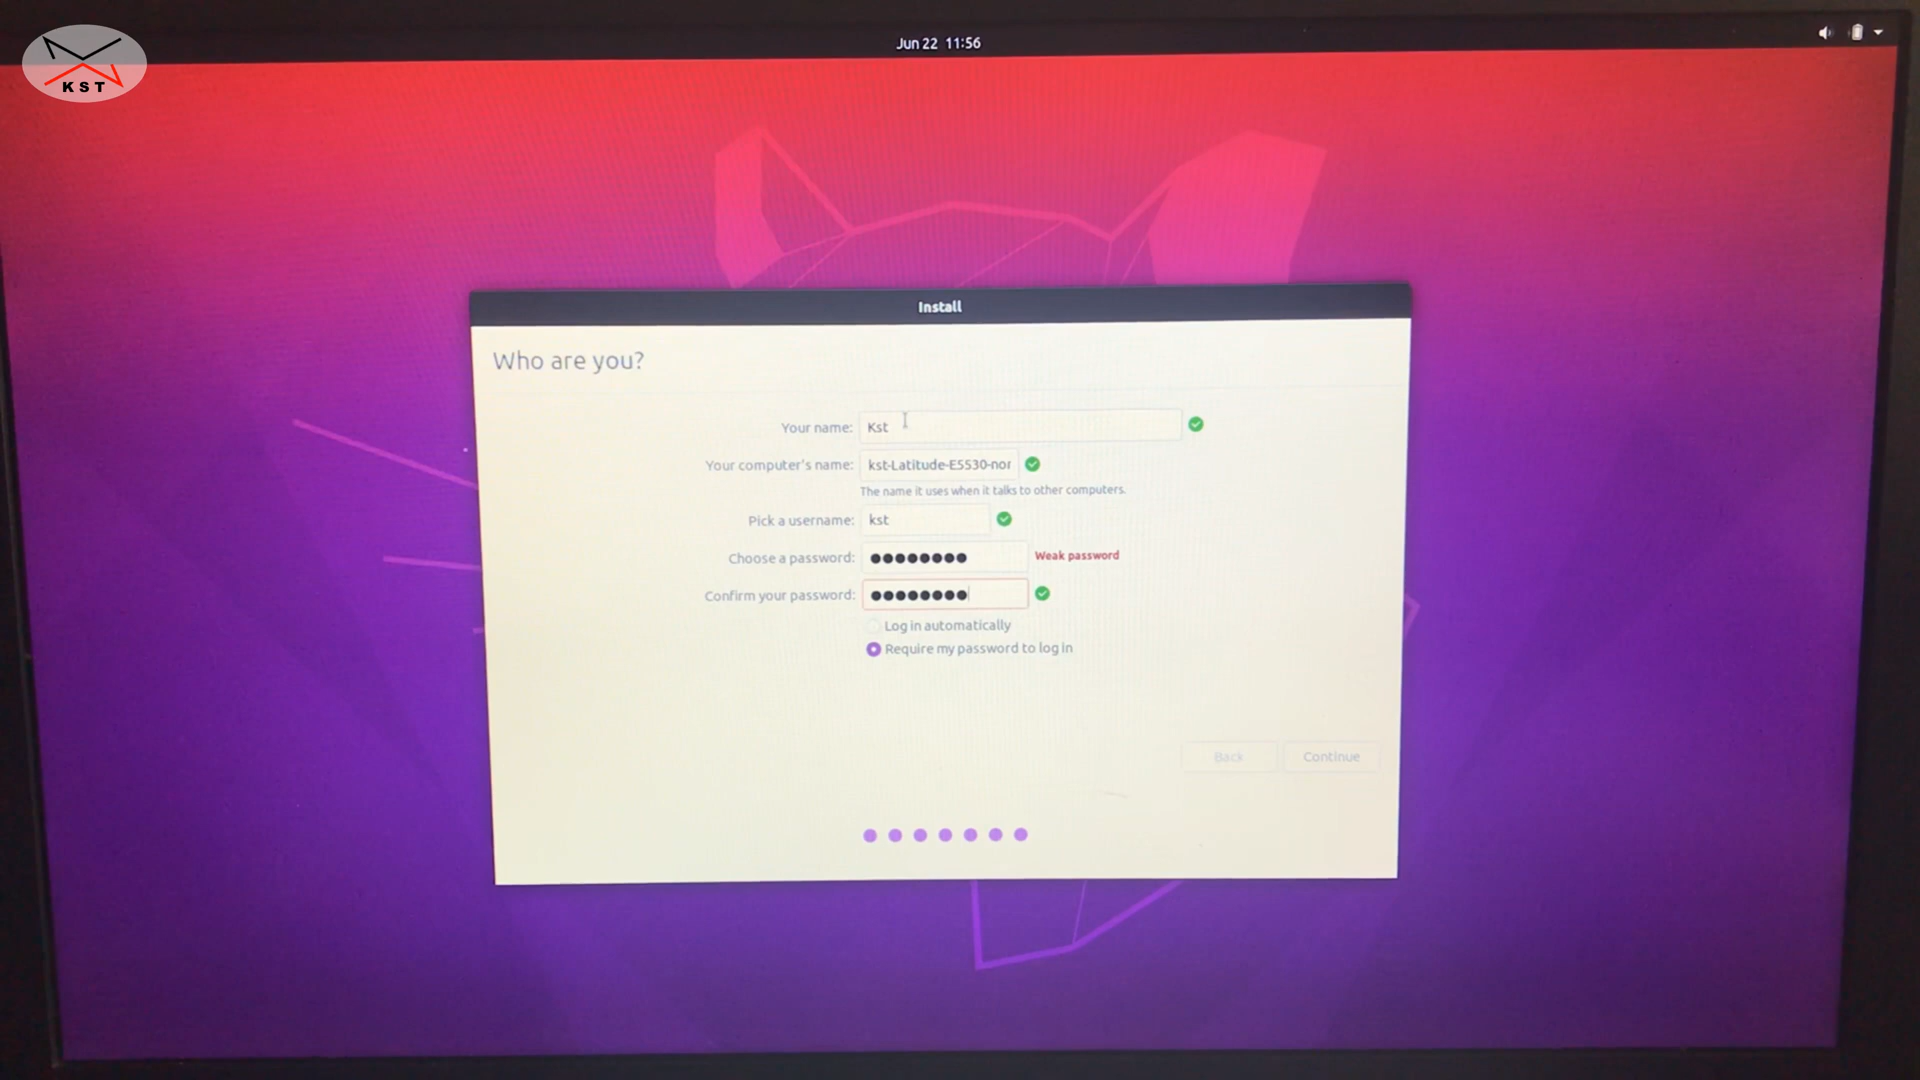 KST
Jun 22 11:56
Install
Who are you?
Your name: Kst
Your computer's name: kst-Latitude-E5530-nor
The name it uses when it talks to other computers.
Pick a username: kst
Choose a password: ●●●●●●●● Weak password
Confirm your password: ●●●●●●●●
Log in automatically
Require my password to log in
Back Continue